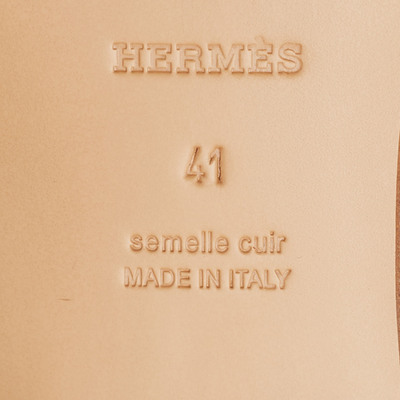 HERMÈS
41
semelle cuir
MADE IN ITALY